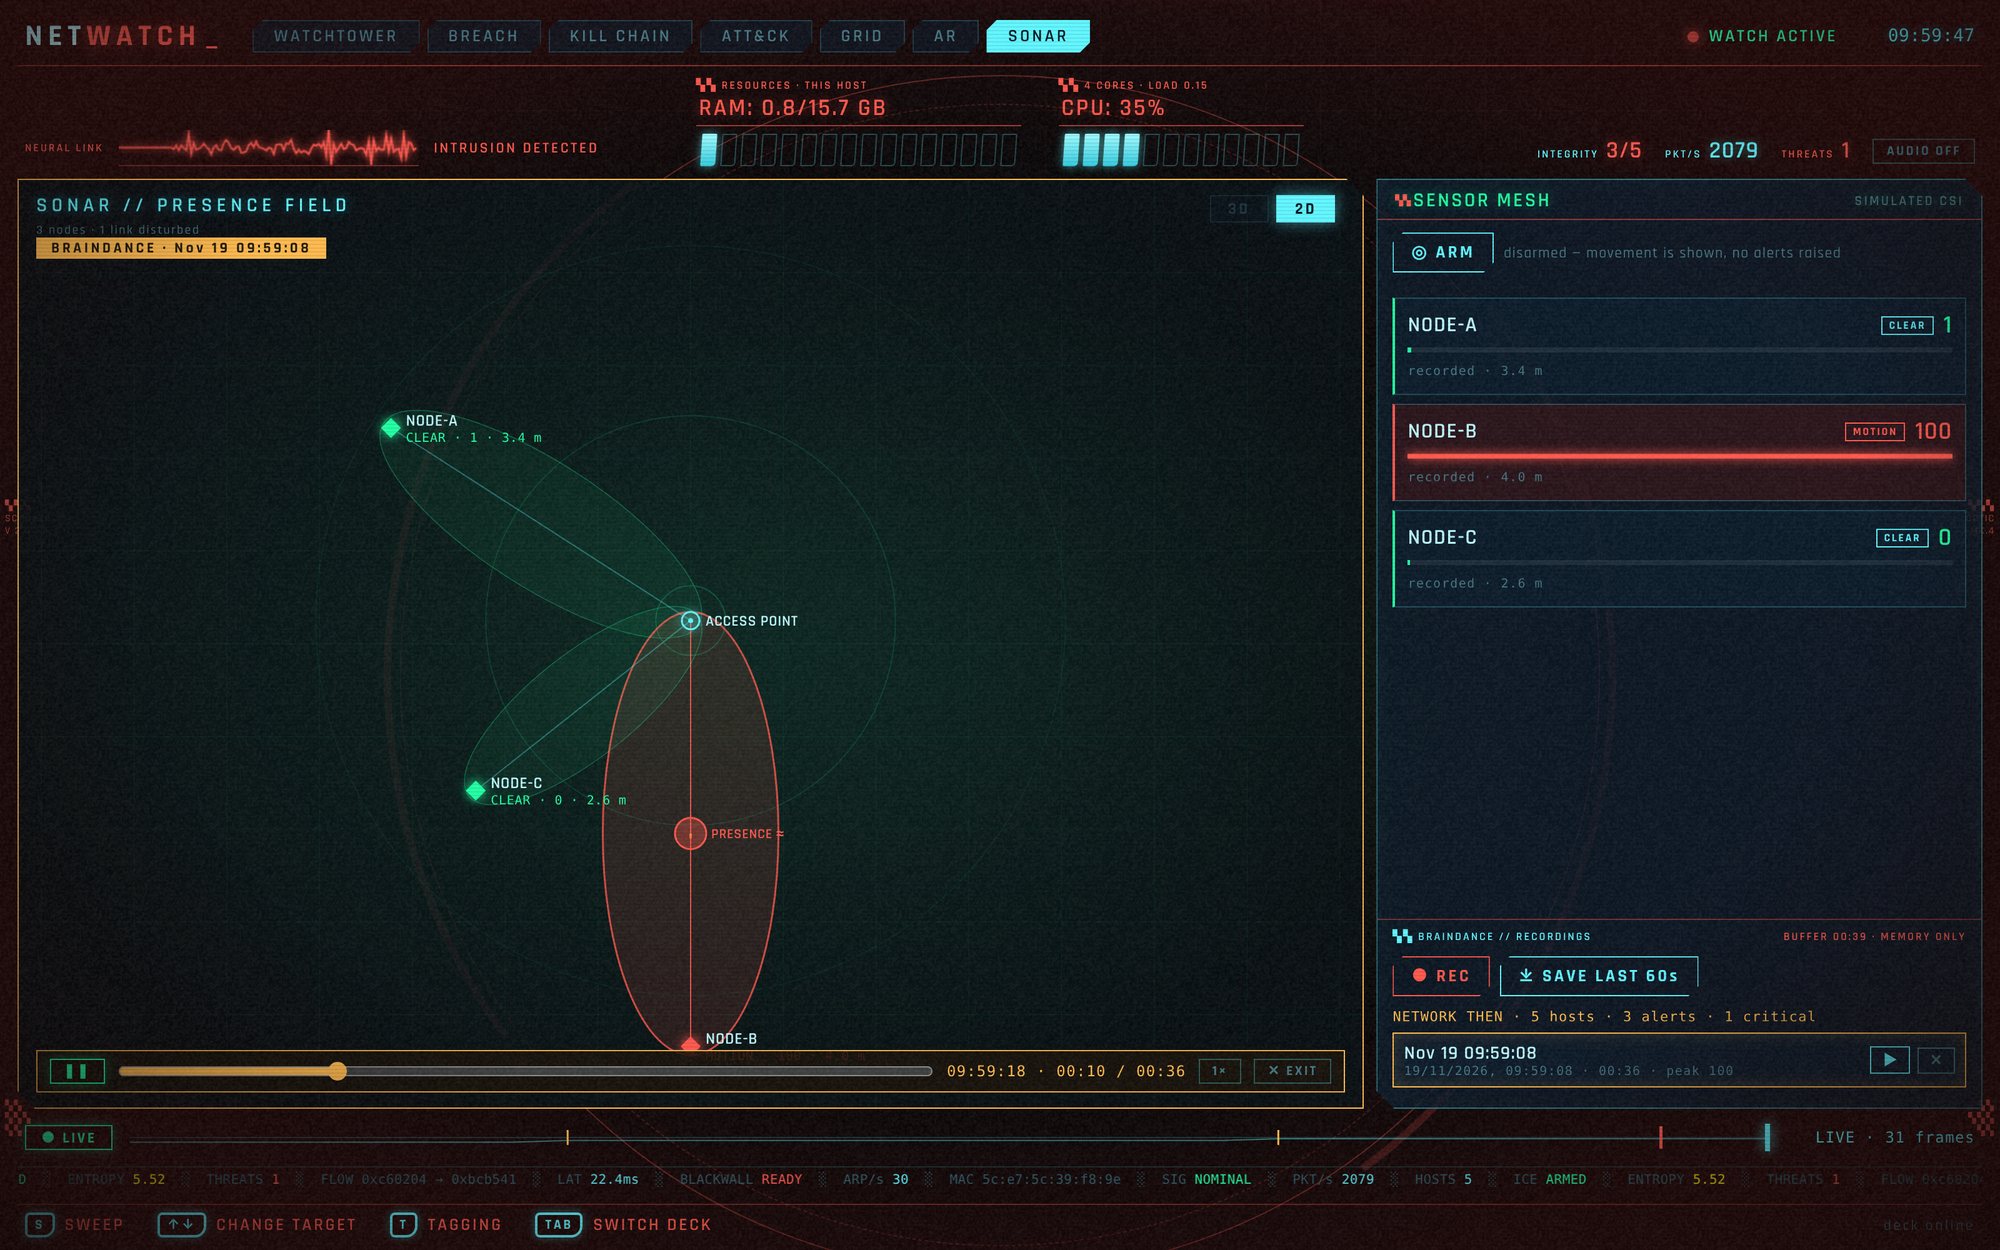 NETWATCH_
WATCHTOWER
BREACH
KILL CHAIN
ATT&CK
GRID
AR
SONAR
WATCH ACTIVE
09:59:47
RESOURCES · THIS HOST
RAM: 0.8/15.7 GB
4 CORES · LOAD 0.15
CPU: 35%
NEURAL LINK
INTRUSION DETECTED
INTEGRITY 3/5
PKT/S 2079
THREATS 1
AUDIO OFF
SONAR // PRESENCE FIELD
3 nodes · 1 link disturbed
BRAINDANCE · Nov 19 09:59:08
3D
2D
NODE-A
CLEAR · 1 · 3.4 m
ACCESS POINT
NODE-C
CLEAR · 0 · 2.6 m
PRESENCE ≈
NODE-B
09:59:18 · 00:10 / 00:36
1×
✕ EXIT
SENSOR MESH
SIMULATED CSI
◎ ARM
disarmed — movement is shown, no alerts raised
NODE-A
CLEAR 1
recorded · 3.4 m
NODE-B
MOTION 100
recorded · 4.0 m
NODE-C
CLEAR 0
recorded · 2.6 m
BRAINDANCE // RECORDINGS
BUFFER 00:39 · MEMORY ONLY
REC
SAVE LAST 60s
NETWORK THEN · 5 hosts · 3 alerts · 1 critical
Nov 19 09:59:08
19/11/2026, 09:59:08 · 00:36 · peak 100
LIVE
LIVE · 31 frames
D ENTROPY 5.52 THREATS 1 FLOW 0xc60204 → 0xbcb541 LAT 22.4ms BLACKWALL READY ARP/s 30 MAC 5c:e7:5c:39:f8:9e SIG NOMINAL PKT/s 2079 HOSTS 5 ICE ARMED ENTROPY 5.52 THREATS 1 FLOW
S SWEEP
↑↓ CHANGE TARGET
T TAGGING
TAB SWITCH DECK
deck online